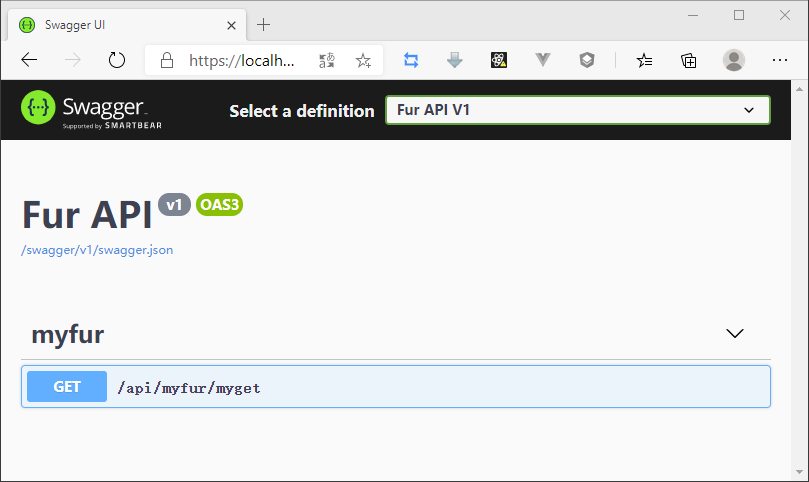 Swagger UI
https://localh...
Swagger
Supported by SMARTBEAR
Select a definition
Fur API V1
Fur API v1 OAS3
/swagger/v1/swagger.json
myfur
GET /api/myfur/myget